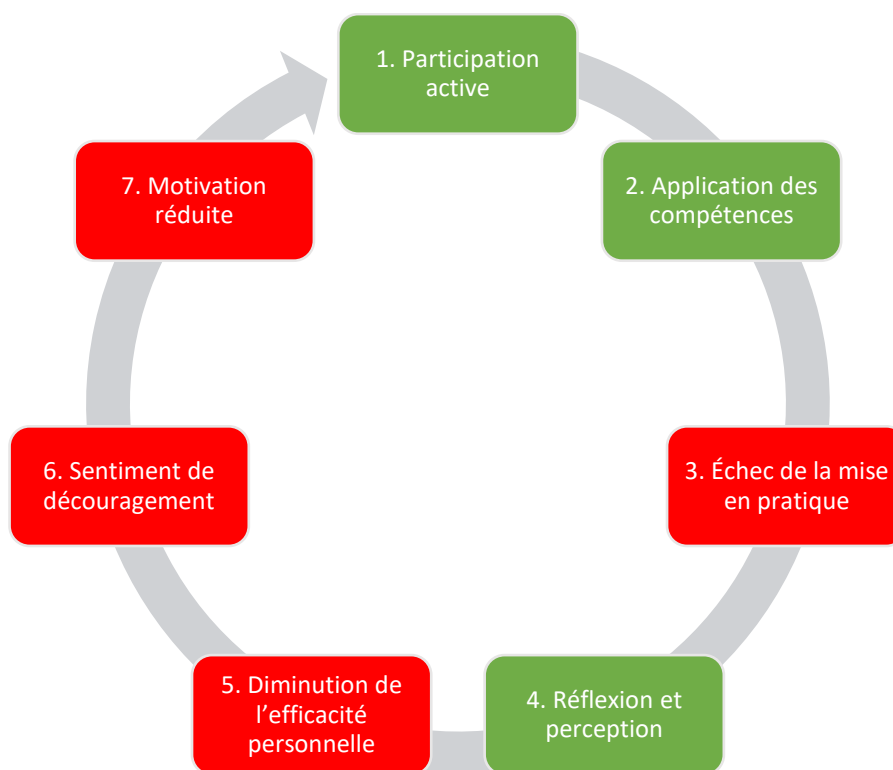 1. Participation
active
2. Application des
compétences
3. Échec de la mise
en pratique
4. Réflexion et
perception
5. Diminution de
l’efficacité
personnelle
6. Sentiment de
découragement
7. Motivation
réduite